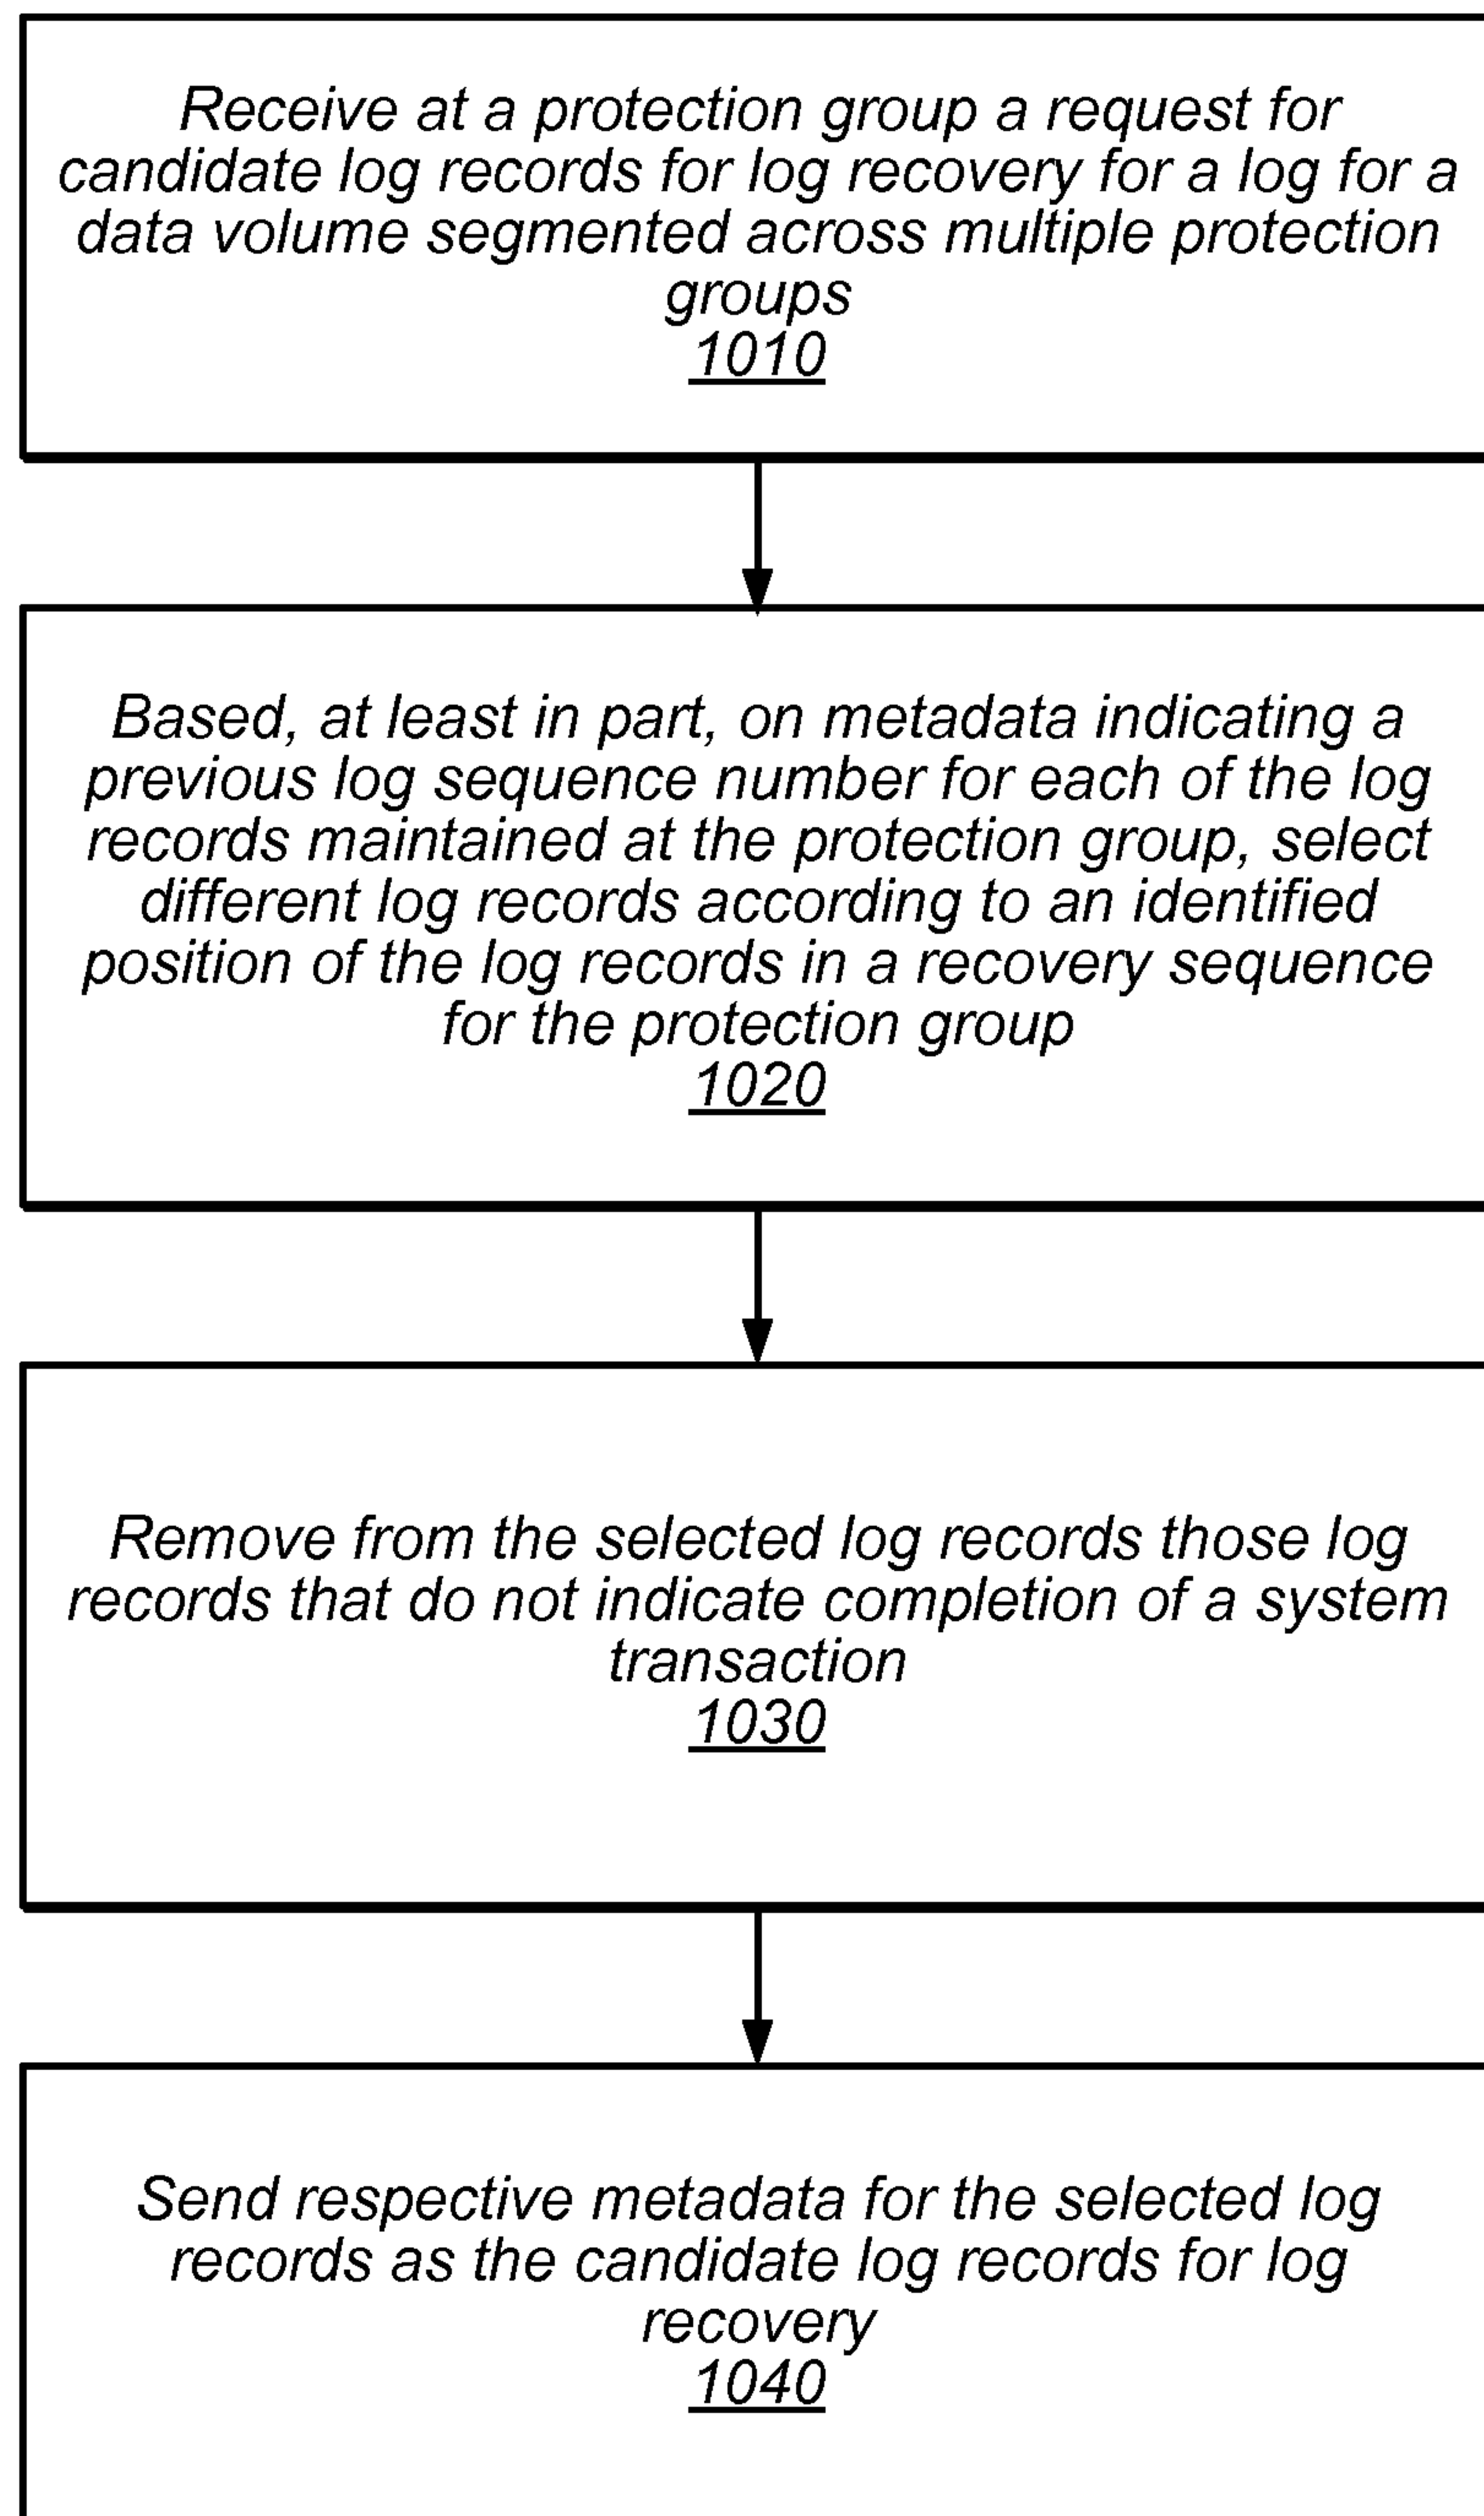 Receive at a protection group a request for
candidate log records for log recovery for a log for a
data volume segmented across multiple protection
groups
1010
Based, at least in part, on metadata indicating a
previous log sequence number for each of the log
records maintained at the protection group, select
different log records according to an identified
position of the log records in a recovery sequence
for the protection group
1020
Remove from the selected log records those log
records that do not indicate completion of a system
transaction
1030
Send respective metadata for the selected log
records as the candidate log records for log
recovery
1040